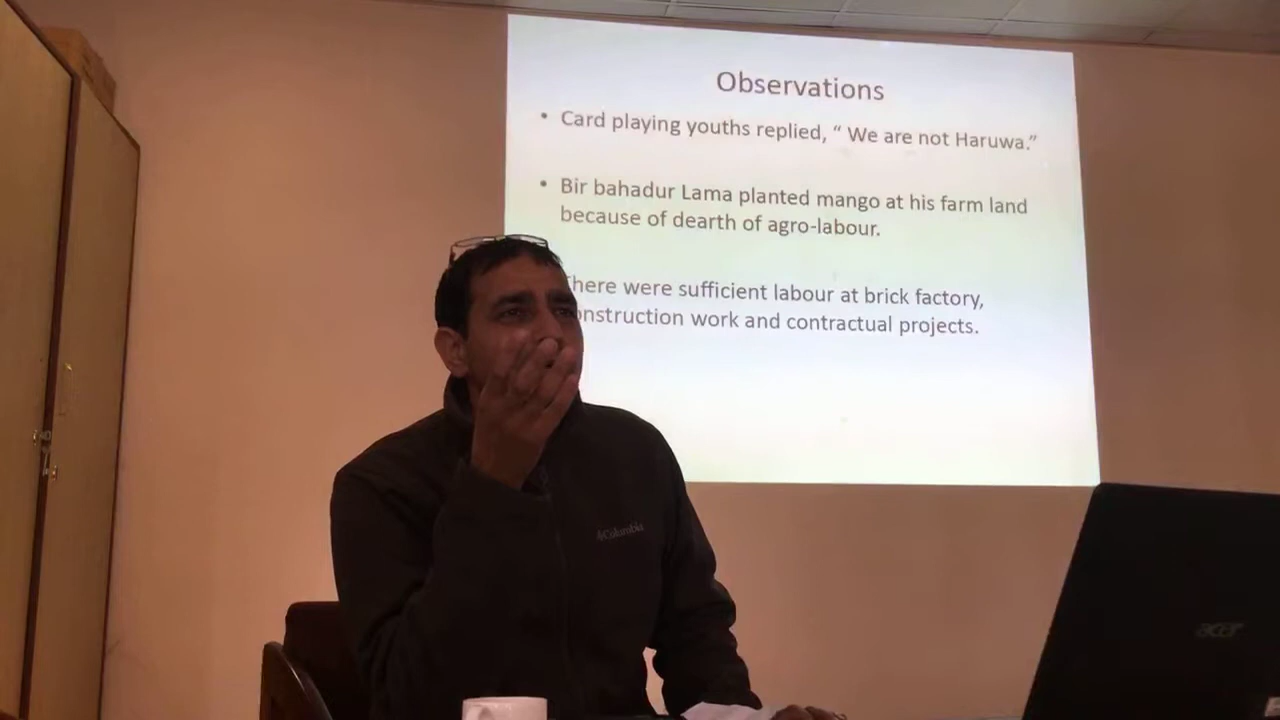 Observations
• Card playing youths replied, “ We are not Haruwa.”
• Bir bahadur Lama planted mango at his farm land
because of dearth of agro-labour.
here were sufficient labour at brick factory,
onstruction work and contractual projects.
Columbia
acer